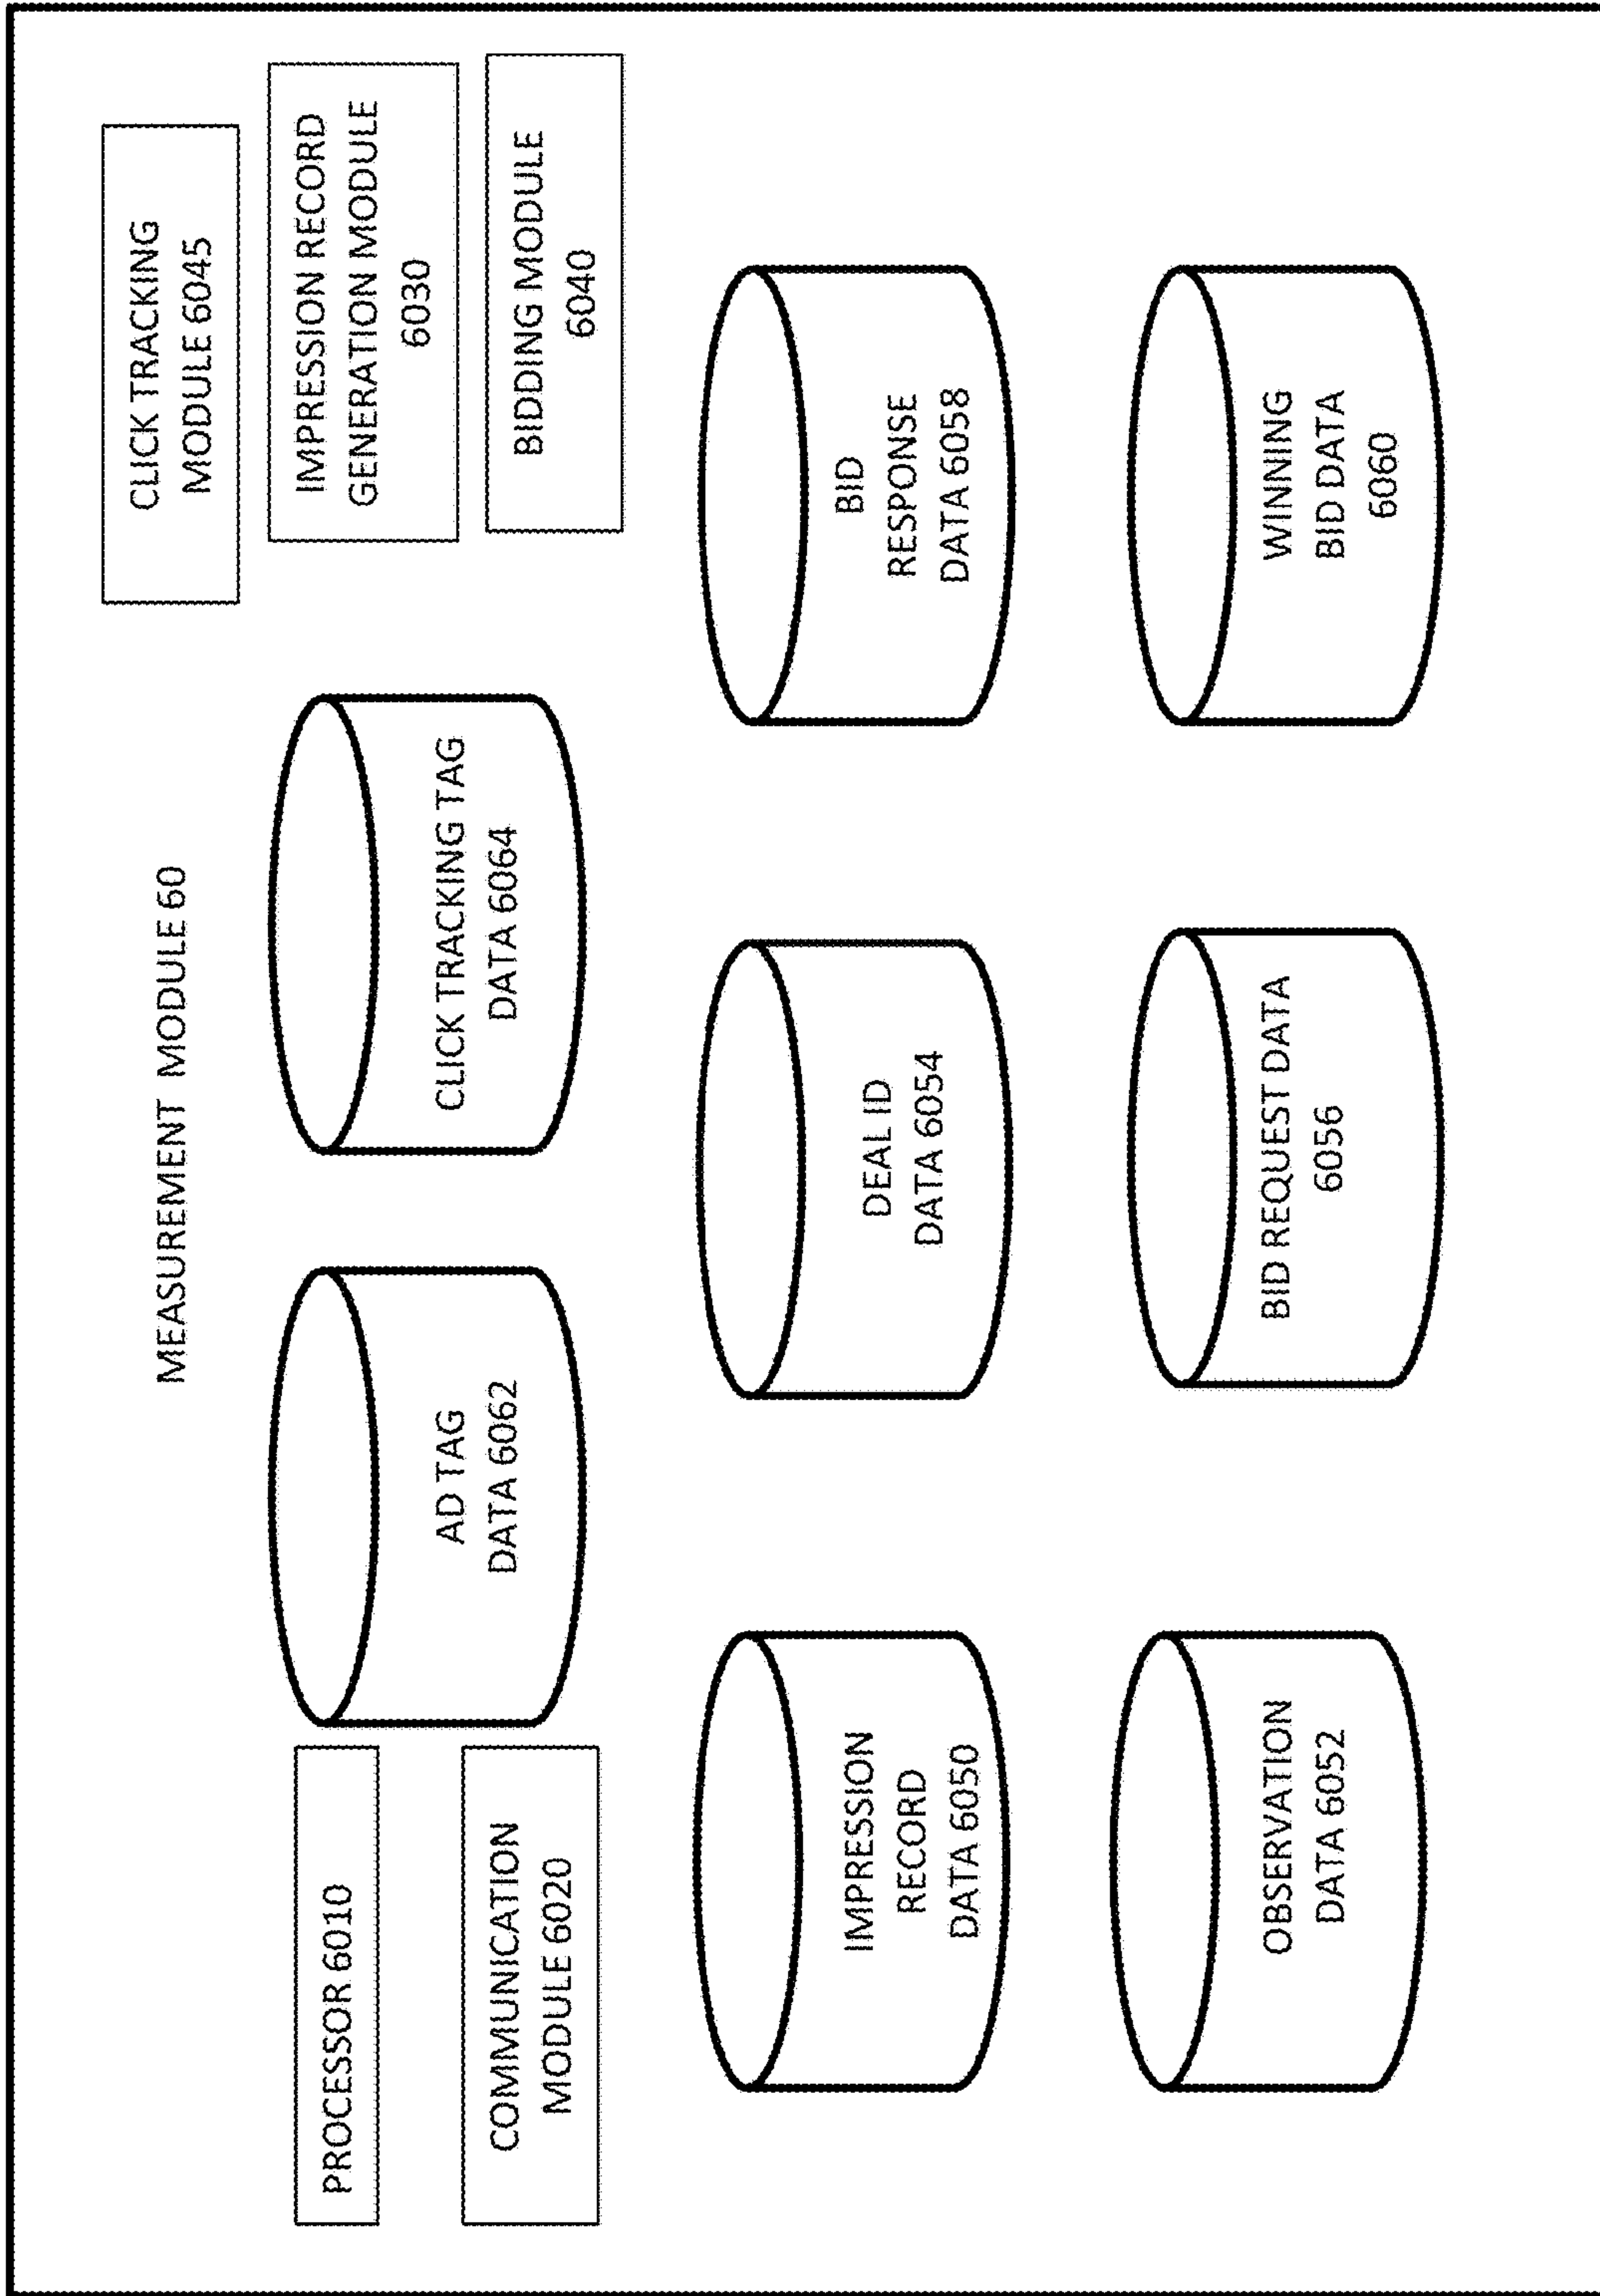 MEASUREMENT MODULE 60
CLICK TRACKING
MODULE 6045
PROCESSOR 6010
COMMUNICATION
MODULE 6020
AD TAG
DATA 6062
CLICK TRACKING TAG
DATA 6064
IMPRESSION RECORD
GENERATION MODULE
6030
BIDDING MODULE
6040
IMPRESSION
RECORD
DATA 6050
DEAL ID
DATA 6054
BID
RESPONSE
DATA 6058
OBSERVATION
DATA 6052
BID REQUEST DATA
6056
WINNING
BID DATA
6060